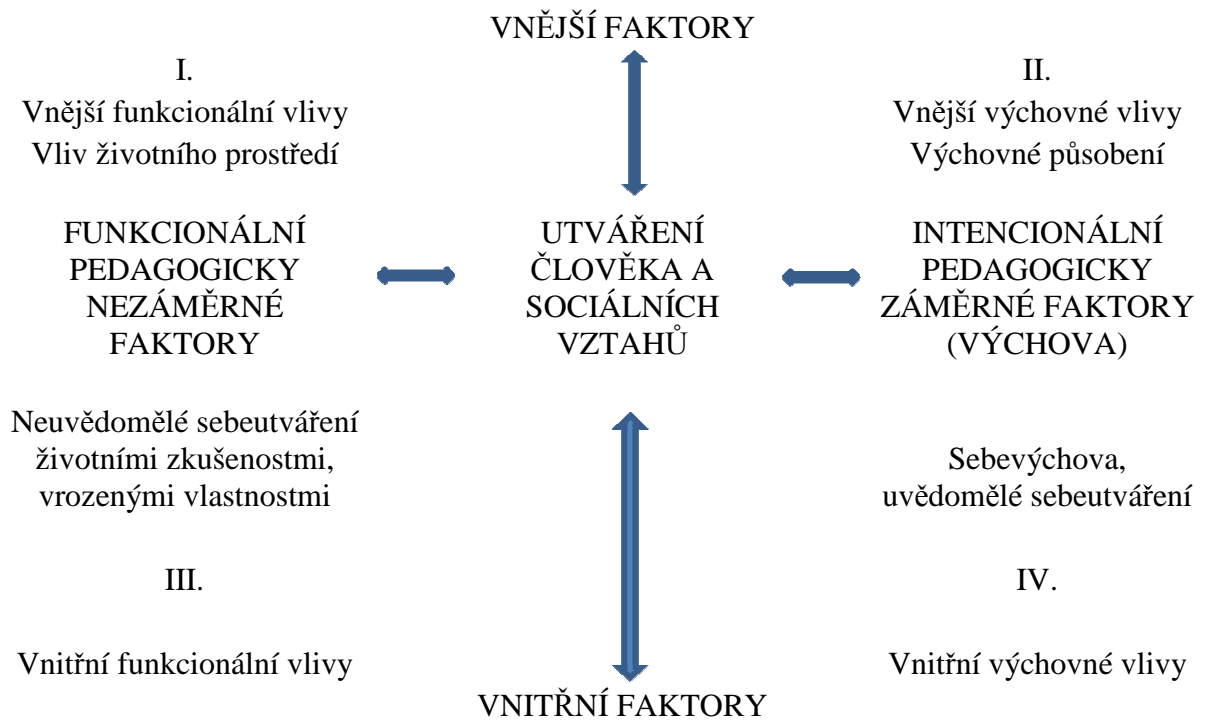 VNĚJŠÍ FAKTORY
I.
Vnější funkcionální vlivy
Vliv životního prostředí
II.
Vnější výchovné vlivy
Výchovné působení
FUNKCIONÁLNÍ
PEDAGOGICKY
NEZÁMĚRNÉ
FAKTORY
UTVÁŘENÍ
ČLOVĚKA A
SOCIÁLNÍCH
VZTAHŮ
INTENCIONÁLNÍ
PEDAGOGICKY
ZÁMĚRNÉ FAKTORY
(VÝCHOVA)
Neuvědomělé sebeutváření
životními zkušenostmi,
vrozenými vlastnostmi
III.
Vnitřní funkcionální vlivy
Sebevýchova,
uvědomělé sebeutváření
IV.
Vnitřní výchovné vlivy
VNITŘNÍ FAKTORY